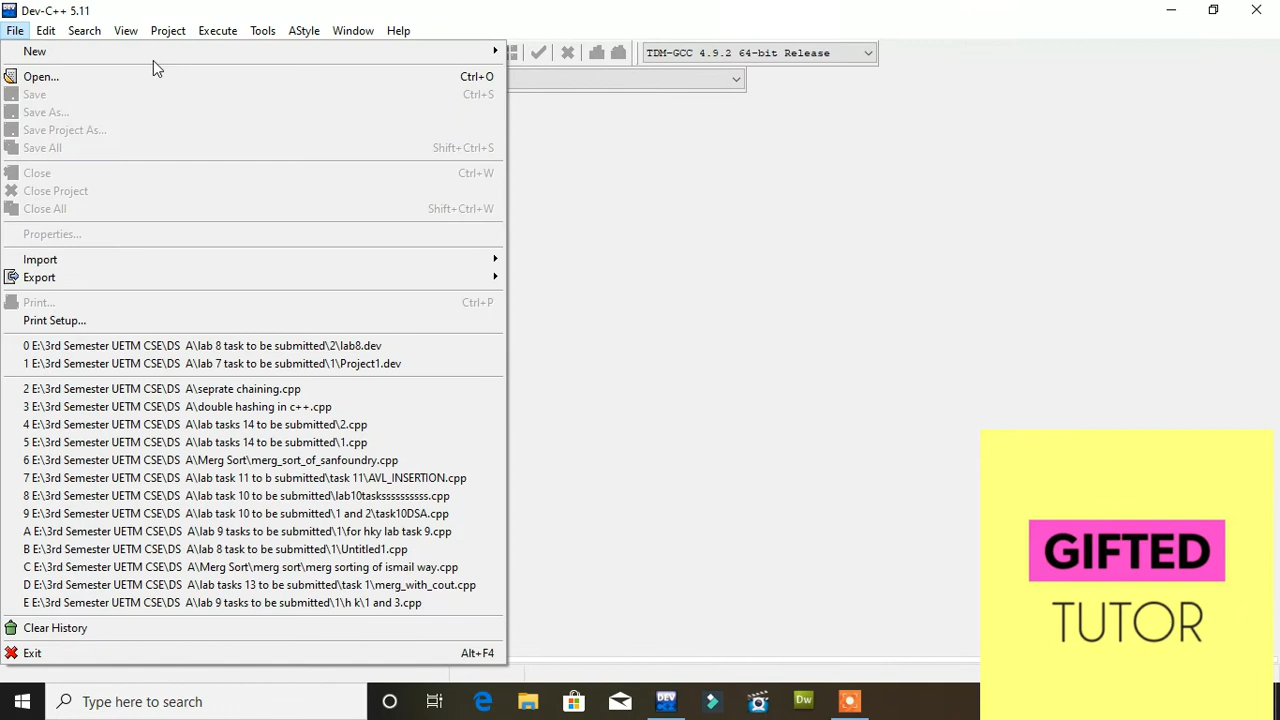 Dev-C++ 5.11
File Edit Search View Project Execute Tools AStyle Window Help
TDM-GCC 4.9.2 64-bit Release
New
Open... Ctrl+O
Save Ctrl+S
Save As...
Save Project As...
Save All Shift+Ctrl+S
Close Ctrl+W
Close Project
Close All Shift+Ctrl+W
Properties...
Import
Export
Print... Ctrl+P
Print Setup...
0 E:\3rd Semester UETM CSE\DS A\lab 8 task to be submitted\2\lab8.dev
1 E:\3rd Semester UETM CSE\DS A\lab 7 task to be submitted\1\Project1.dev
2 E:\3rd Semester UETM CSE\DS A\seprate chaining.cpp
3 E:\3rd Semester UETM CSE\DS A\double hashing in c++.cpp
4 E:\3rd Semester UETM CSE\DS A\lab tasks 14 to be submitted\2.cpp
5 E:\3rd Semester UETM CSE\DS A\lab tasks 14 to be submitted\1.cpp
6 E:\3rd Semester UETM CSE\DS A\Merg Sort\merg_sort_of_sanfoundry.cpp
7 E:\3rd Semester UETM CSE\DS A\lab task 11 to b submitted\task 11\AVL_INSERTION.cpp
8 E:\3rd Semester UETM CSE\DS A\lab task 10 to be submitted\lab10taskssssssssss.cpp
9 E:\3rd Semester UETM CSE\DS A\lab task 10 to be submitted\1 and 2\task10DSA.cpp
A E:\3rd Semester UETM CSE\DS A\lab 9 tasks to be submitted\1\for hky lab task 9.cpp
B E:\3rd Semester UETM CSE\DS A\lab 8 task to be submitted\1\Untitled1.cpp
C E:\3rd Semester UETM CSE\DS A\Merg sort\merg sort\merg sorting of ismail way.cpp
D E:\3rd Semester UETM CSE\DS A\lab tasks 13 to be submitted\task 1\merg_with_cout.cpp
E E:\3rd Semester UETM CSE\DS A\lab 9 tasks to be submitted\1\h k\1 and 3.cpp
Clear History
Exit Alt+F4
GIFTED
TUTOR
Type here to search
DEV
Dw